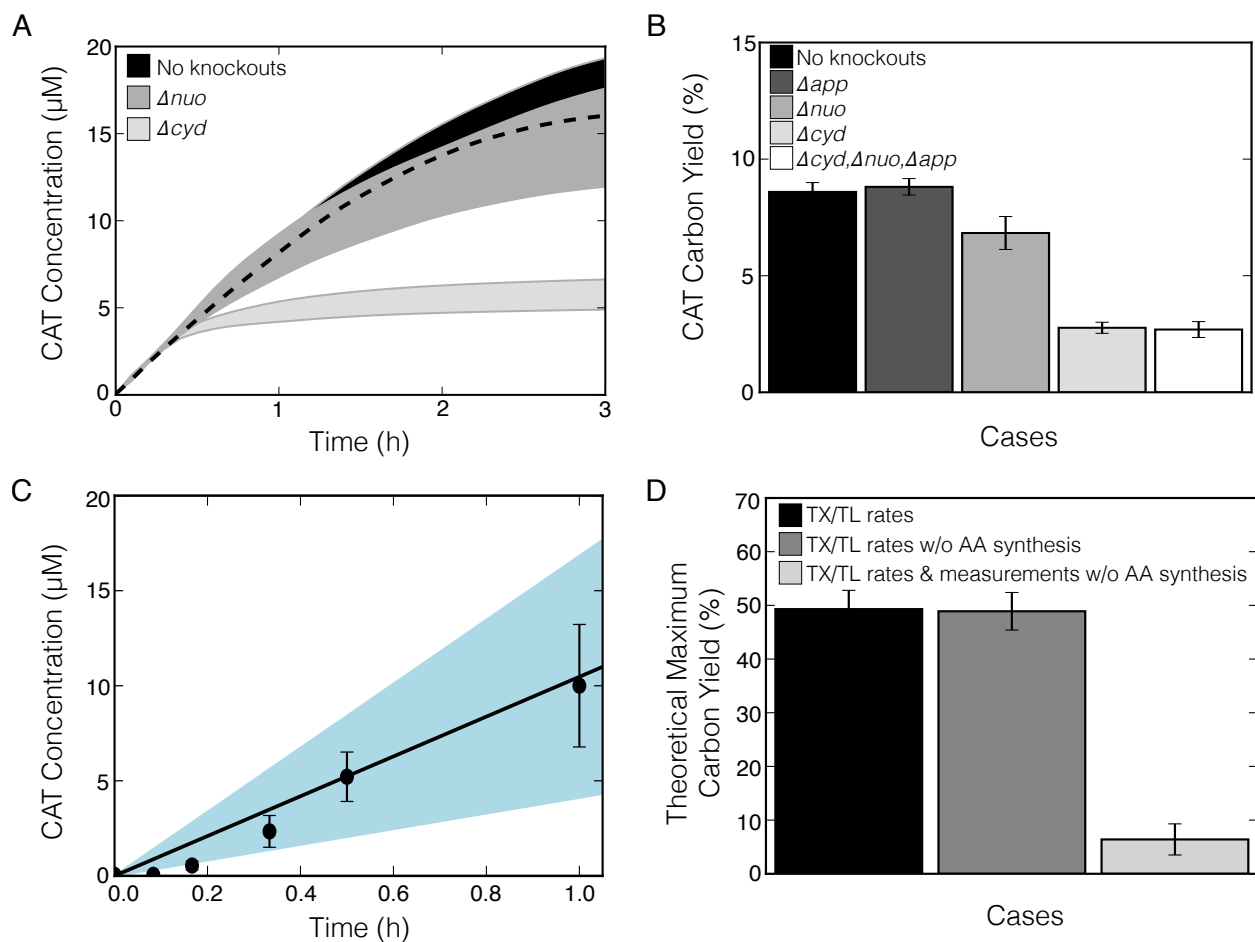 A
20
15
10
5
0
CAT Concentration (µM)
No knockouts
Δnuo
Δcyd
0
1
2
3
Time (h)
B
15
10
5
0
CAT Carbon Yield (%)
No knockouts
Δapp
Δnuo
Δcyd
Δcyd,Δnuo,Δapp
Cases
C
20
15
10
5
0
CAT Concentration (µM)
0.0
0.2
0.4
0.6
0.8
1.0
Time (h)
D
70
60
50
40
30
20
10
0
Theoretical Maximum
Carbon Yield (%)
TX/TL rates
TX/TL rates w/o AA synthesis
TX/TL rates & measurements w/o AA synthesis
Cases